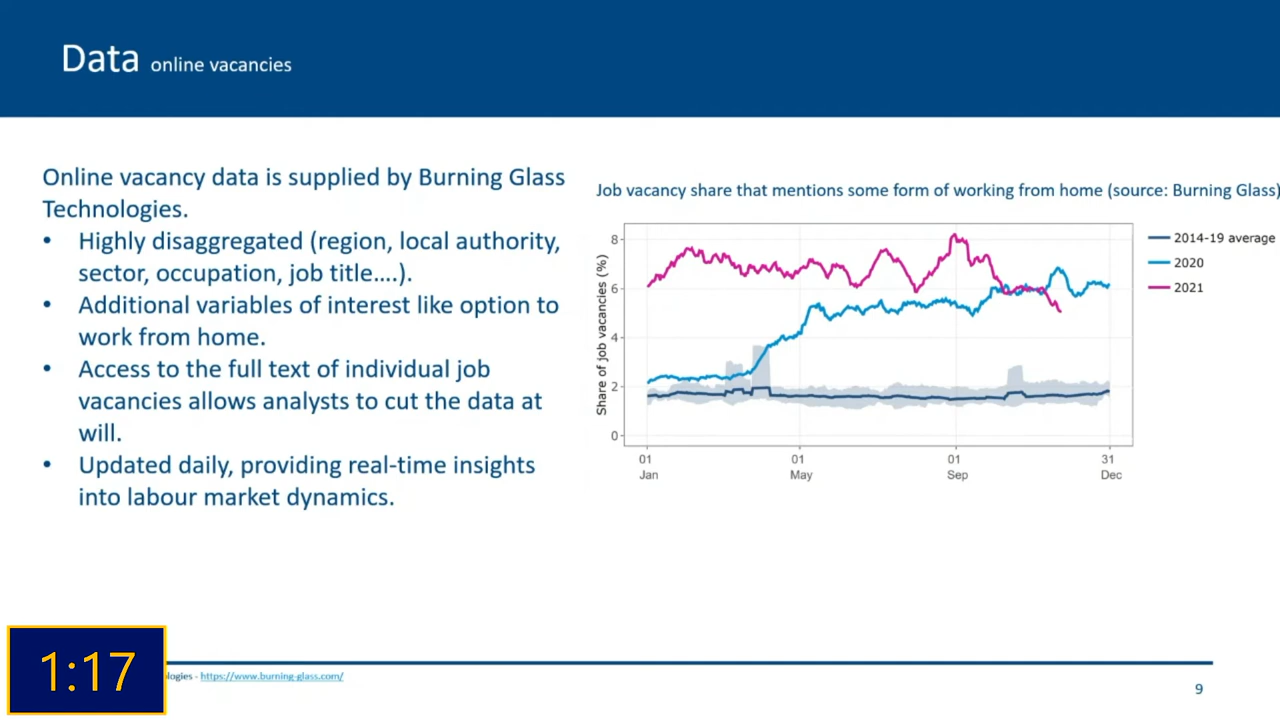 Data online vacancies
Online vacancy data is supplied by Burning Glass
Technologies.
• Highly disaggregated (region, local authority,
sector, occupation, job title....).
• Additional variables of interest like option to
work from home.
• Access to the full text of individual job
vacancies allows analysts to cut the data at
will.
• Updated daily, providing real-time insights
into labour market dynamics.
Job vacancy share that mentions some form of working from home (source: Burning Glass)
Share of job vacancies (%)
8
6
4
2
0
01 Jan
01 May
01 Sep
31 Dec
2014-19 average
2020
2021
1:17
- https://www.burning-glass.com/
9